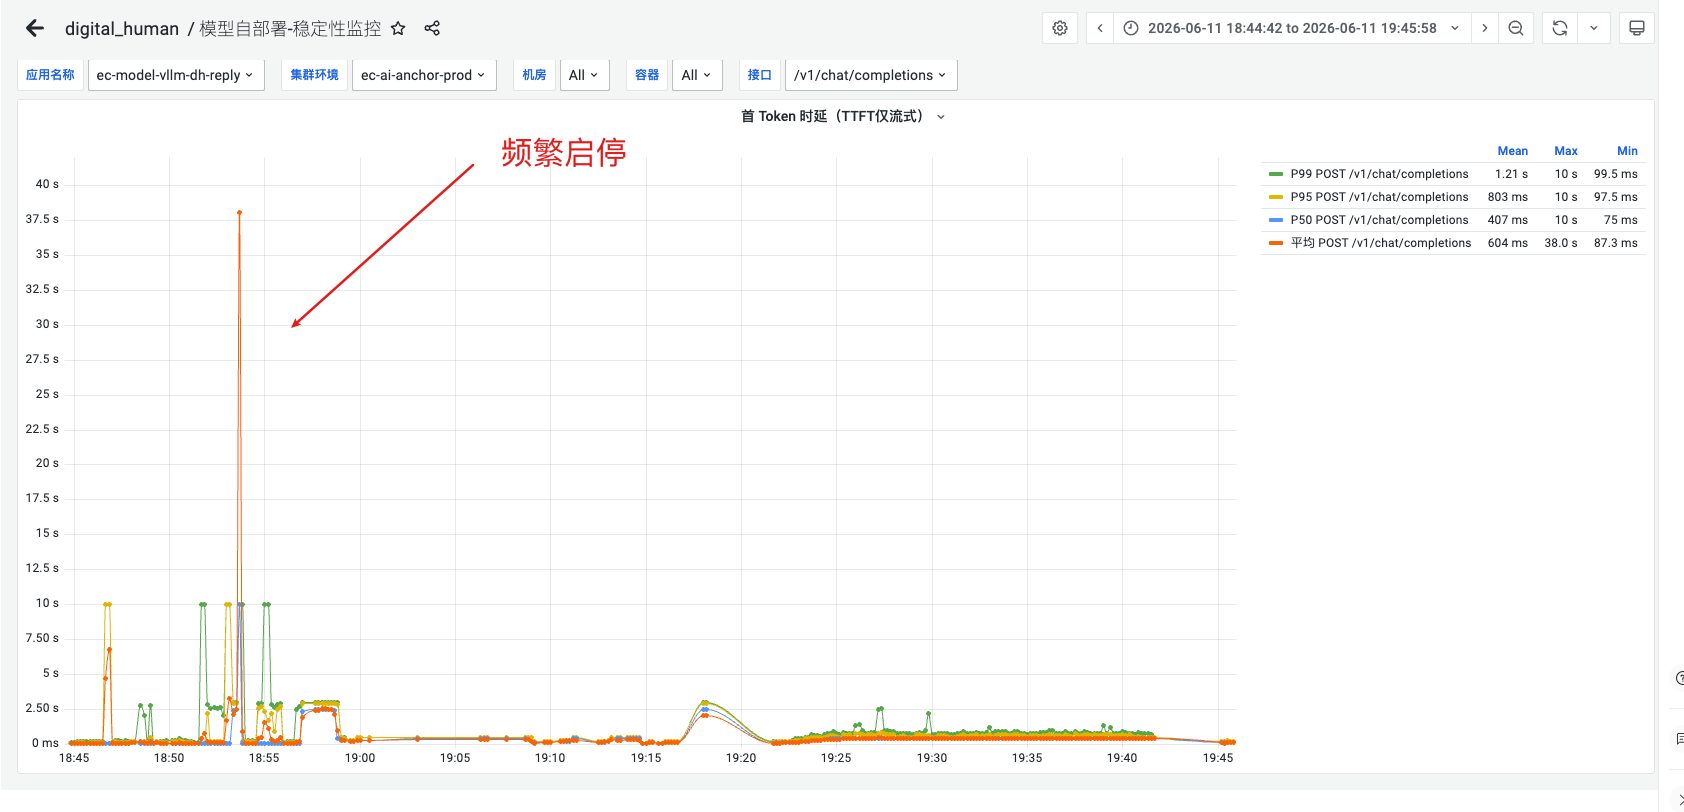 digital_human / 模型自部署-稳定性监控
2026-06-11 18:44:42 to 2026-06-11 19:45:58
应用名称 ec-model-vllm-dh-reply 集群环境 ec-ai-anchor-prod 机房 All 容器 All 接口 /v1/chat/completions
首 Token 时延（TTFT仅流式）
频繁启停
Mean Max Min
P99 POST /v1/chat/completions 1.21 s 10 s 99.5 ms
P95 POST /v1/chat/completions 803 ms 10 s 97.5 ms
P50 POST /v1/chat/completions 407 ms 10 s 75 ms
平均 POST /v1/chat/completions 604 ms 38.0 s 87.3 ms
40 s
37.5 s
35 s
32.5 s
30 s
27.5 s
25 s
22.5 s
20 s
17.5 s
15 s
12.5 s
10 s
7.50 s
5 s
2.50 s
0 ms
18:45 18:50 18:55 19:00 19:05 19:10 19:15 19:20 19:25 19:30 19:35 19:40 19:45